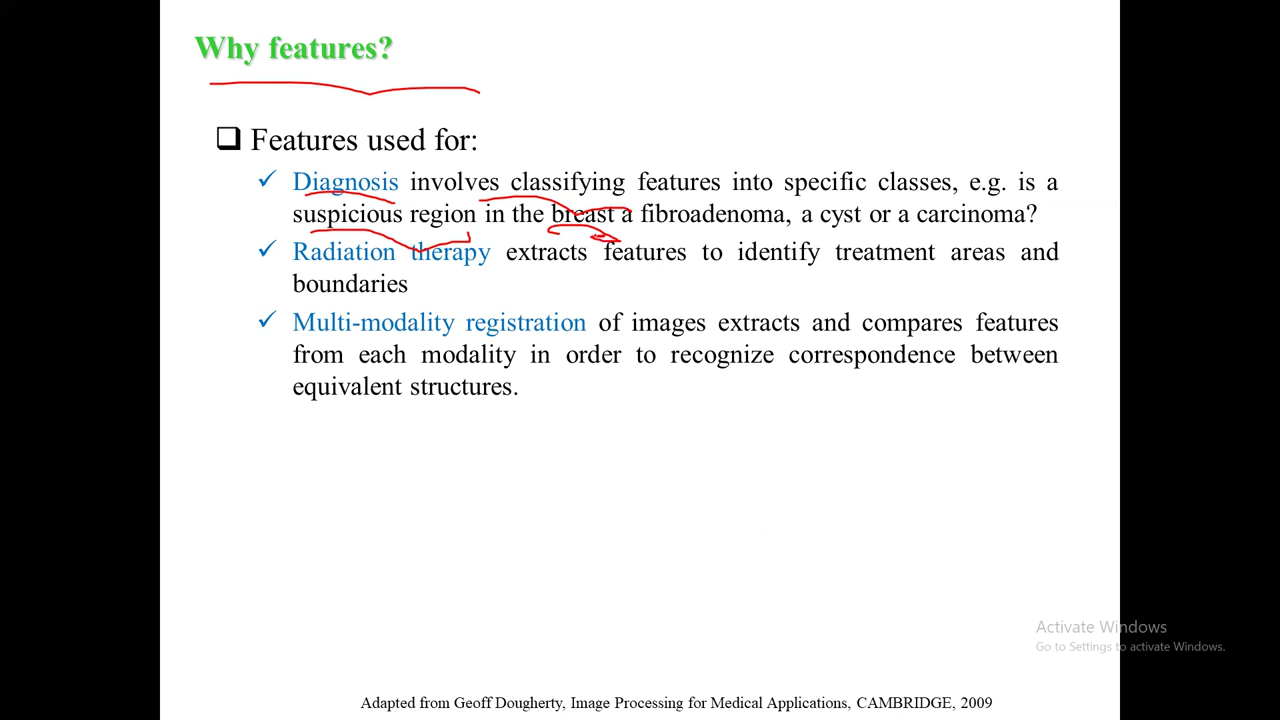 Why features?
Features used for:
Diagnosis involves classifying features into specific classes, e.g. is a
suspicious region in the breast a fibroadenoma, a cyst or a carcinoma?
Radiation therapy extracts features to identify treatment areas and
boundaries
Multi-modality registration of images extracts and compares features
from each modality in order to recognize correspondence between
equivalent structures.
Activate Windows
Go to Settings to activate Windows.
Adapted from Geoff Dougherty, Image Processing for Medical Applications, CAMBRIDGE, 2009